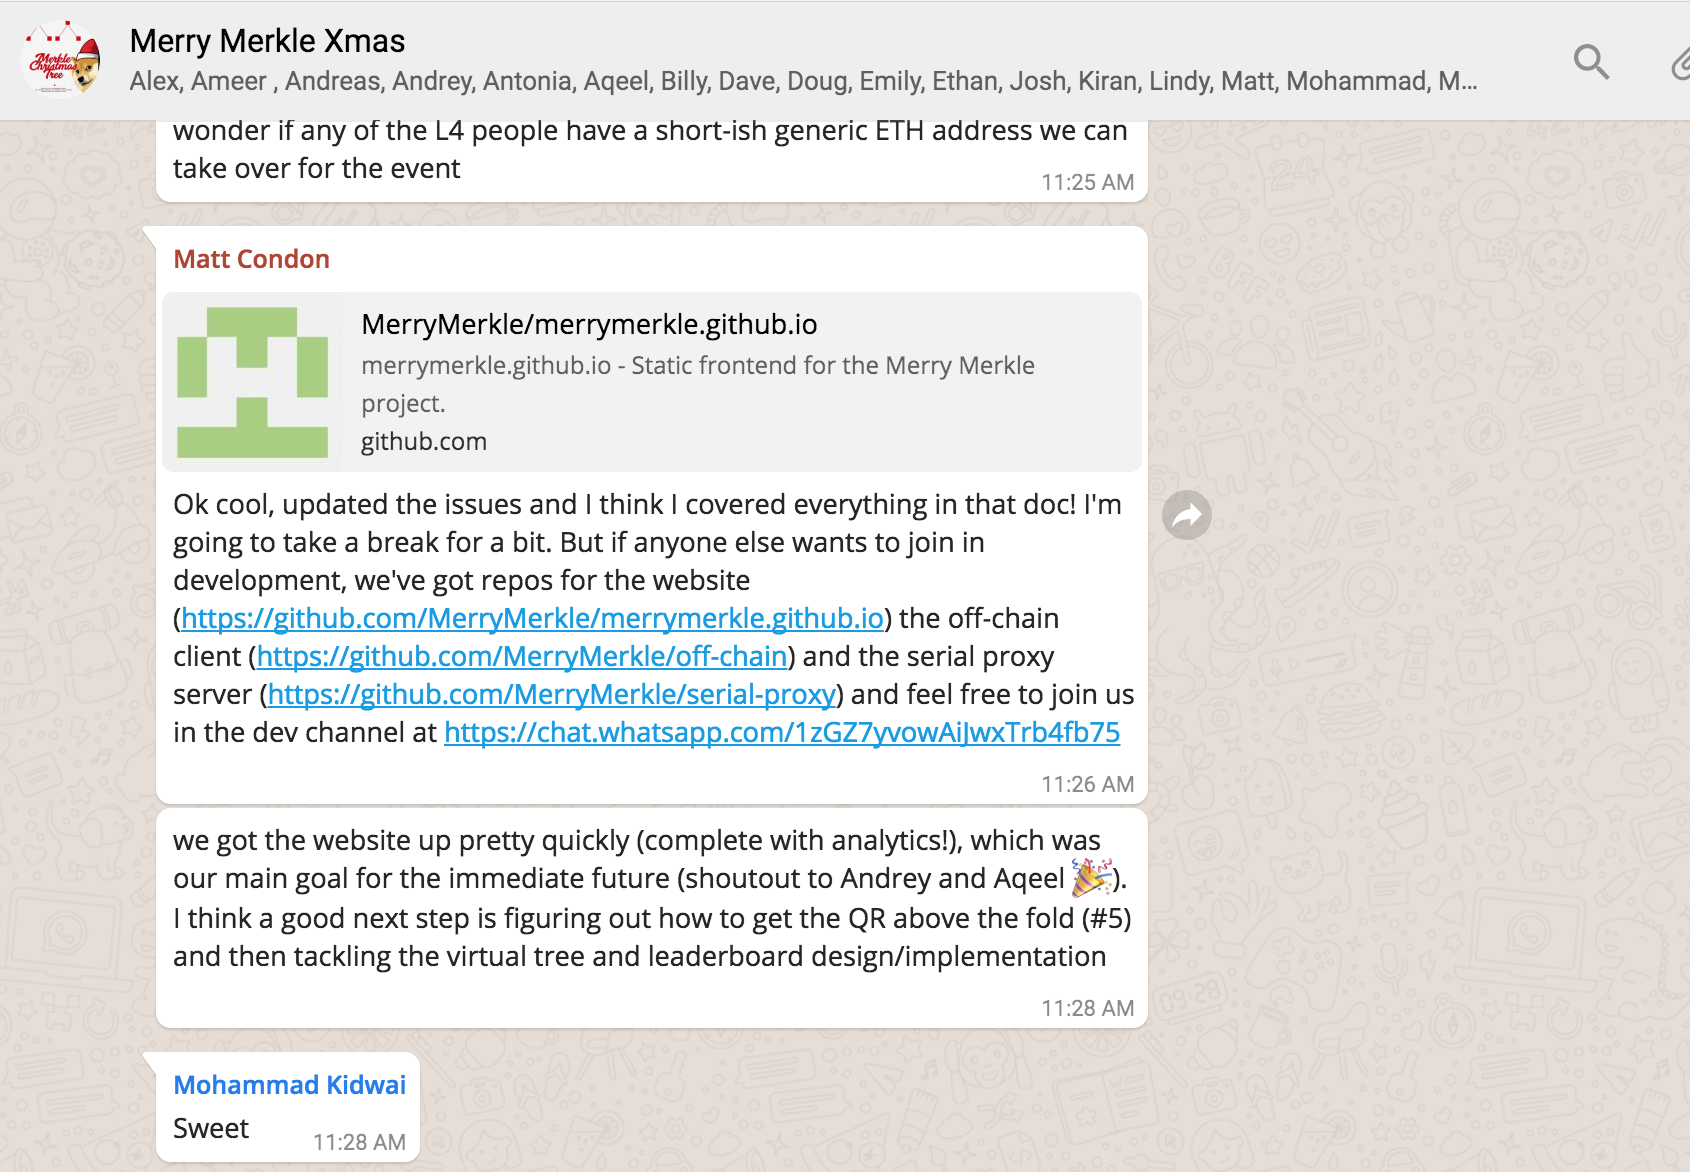 Merry Merkle Xmas
Alex, Ameer , Andreas, Andrey, Antonia, Aqeel, Billy, Dave, Doug, Emily, Ethan, Josh, Kiran, Lindy, Matt, Mohammad, M...
Merkle
Christmas
Tree
wonder if any of the L4 people have a short-ish generic ETH address we can
take over for the event
11:25 AM
Matt Condon
MerryMerkle/merrymerkle.github.io
merrymerkle.github.io - Static frontend for the Merry Merkle
project.
github.com
Ok cool, updated the issues and I think I covered everything in that doc! I'm
going to take a break for a bit. But if anyone else wants to join in
development, we've got repos for the website
(https://github.com/MerryMerkle/merrymerkle.github.io) the off-chain
client (https://github.com/MerryMerkle/off-chain) and the serial proxy
server (https://github.com/MerryMerkle/serial-proxy) and feel free to join us
in the dev channel at https://chat.whatsapp.com/1zGZ7yvowAiJwxTrb4fb75
11:26 AM
we got the website up pretty quickly (complete with analytics!), which was
our main goal for the immediate future (shoutout to Andrey and Aqeel 🎉).
I think a good next step is figuring out how to get the QR above the fold (#5)
and then tackling the virtual tree and leaderboard design/implementation
11:28 AM
Mohammad Kidwai
Sweet
11:28 AM